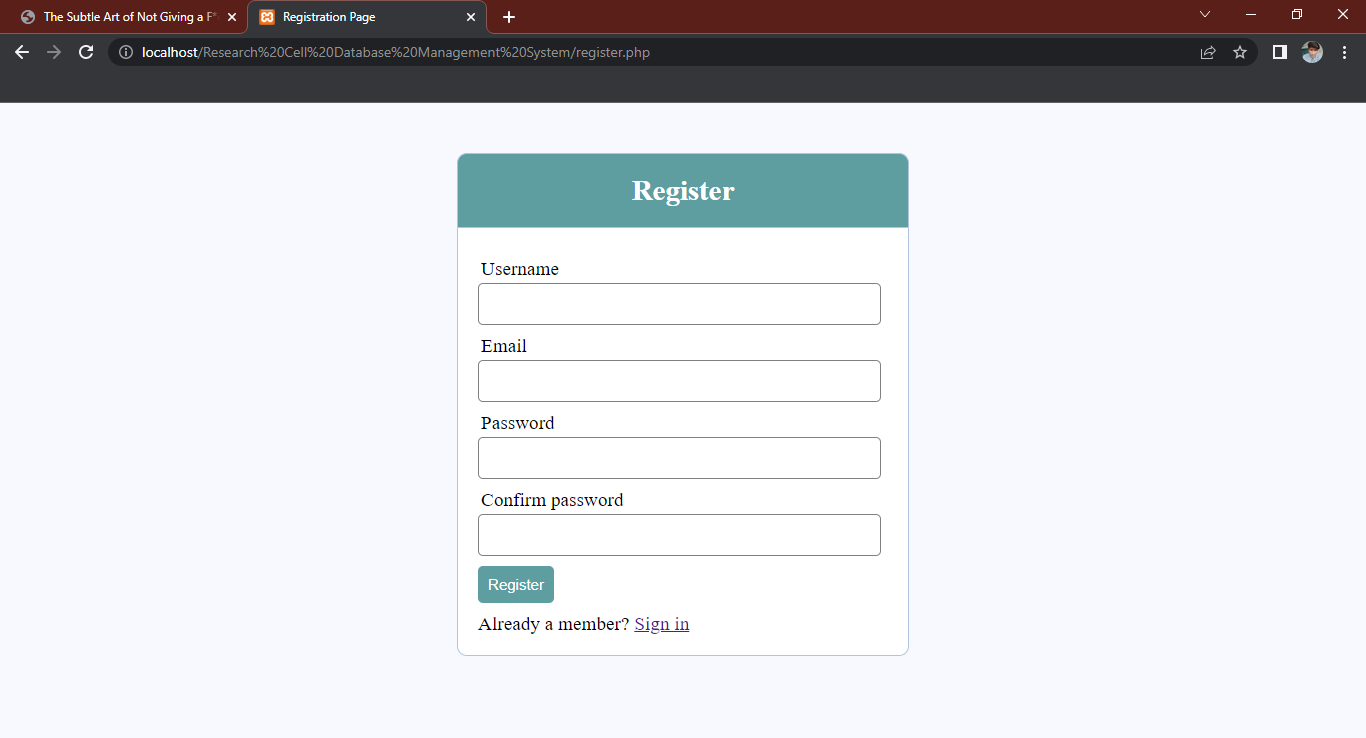 The Subtle Art of Not Giving a F*
Registration Page
localhost/Research%20Cell%20Database%20Management%20System/register.php
Register
Username
Email
Password
Confirm password
Register
Already a member? Sign in